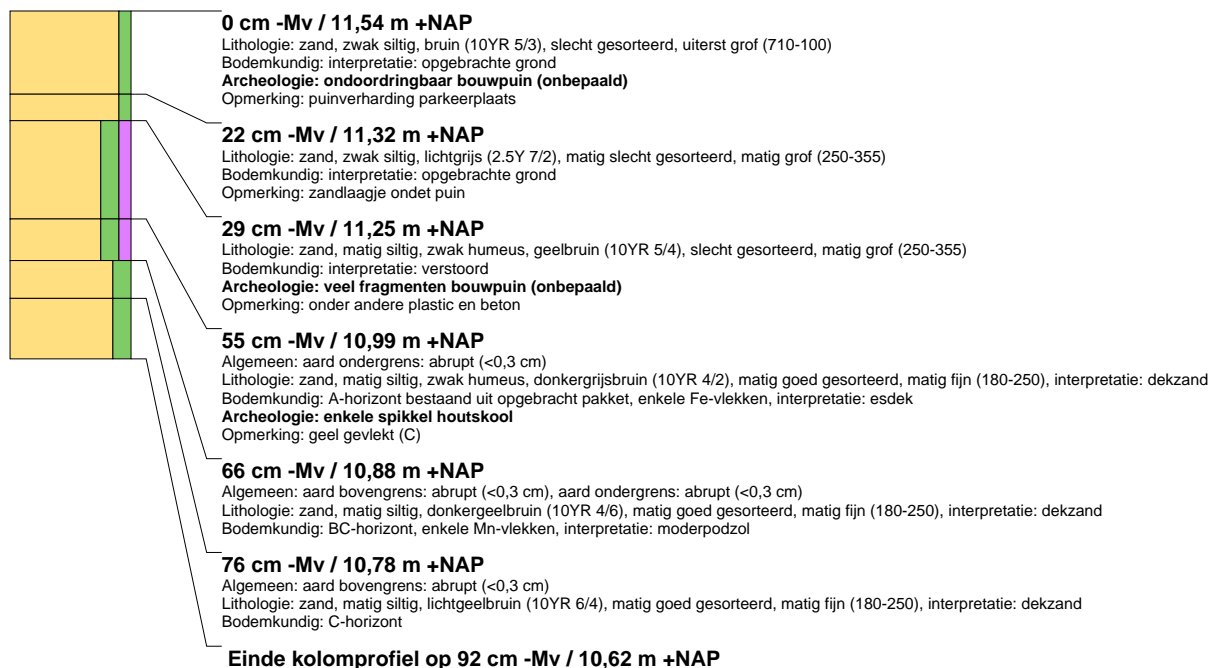 0 cm -Mv / 11,54 m +NAP
Lithologie: zand, zwak siltig, bruin (10YR 5/3), slecht gesorteerd, uiterst grof (710-100)
Bodemkundig: interpretatie: opgebrachte grond
Archeologie: ondoordringbaar bouwpuin (onbepaald)
Opmerking: puinverharding parkeerplaats
22 cm -Mv / 11,32 m +NAP
Lithologie: zand, zwak siltig, lichtgrijs (2.5Y 7/2), matig slecht gesorteerd, matig grof (250-355)
Bodemkundig: interpretatie: opgebrachte grond
Opmerking: zandlaagje ondet puin
29 cm -Mv / 11,25 m +NAP
Lithologie: zand, matig siltig, zwak humeus, geelbruin (10YR 5/4), slecht gesorteerd, matig grof (250-355)
Bodemkundig: interpretatie: verstoord
Archeologie: veel fragmenten bouwpuin (onbepaald)
Opmerking: onder andere plastic en beton
55 cm -Mv / 10,99 m +NAP
Algemeen: aard ondergrens: abrupt (<0,3 cm)
Lithologie: zand, matig siltig, zwak humeus, donkergrijsbruin (10YR 4/2), matig goed gesorteerd, matig fijn (180-250), interpretatie: dekzand
Bodemkundig: A-horizont bestaand uit opgebracht pakket, enkele Fe-vlekken, interpretatie: esdek
Archeologie: enkele spikkel houtskool
Opmerking: geel gevlekt (C)
66 cm -Mv / 10,88 m +NAP
Algemeen: aard bovengrens: abrupt (<0,3 cm), aard ondergrens: abrupt (<0,3 cm)
Lithologie: zand, matig siltig, donkergeelbruin (10YR 4/6), matig goed gesorteerd, matig fijn (180-250), interpretatie: dekzand
Bodemkundig: BC-horizont, enkele Mn-vlekken, interpretatie: moderpodzol
76 cm -Mv / 10,78 m +NAP
Algemeen: aard bovengrens: abrupt (<0,3 cm)
Lithologie: zand, matig siltig, lichtgeelbruin (10YR 6/4), matig goed gesorteerd, matig fijn (180-250), interpretatie: dekzand
Bodemkundig: C-horizont
Einde kolomprofiel op 92 cm -Mv / 10,62 m +NAP